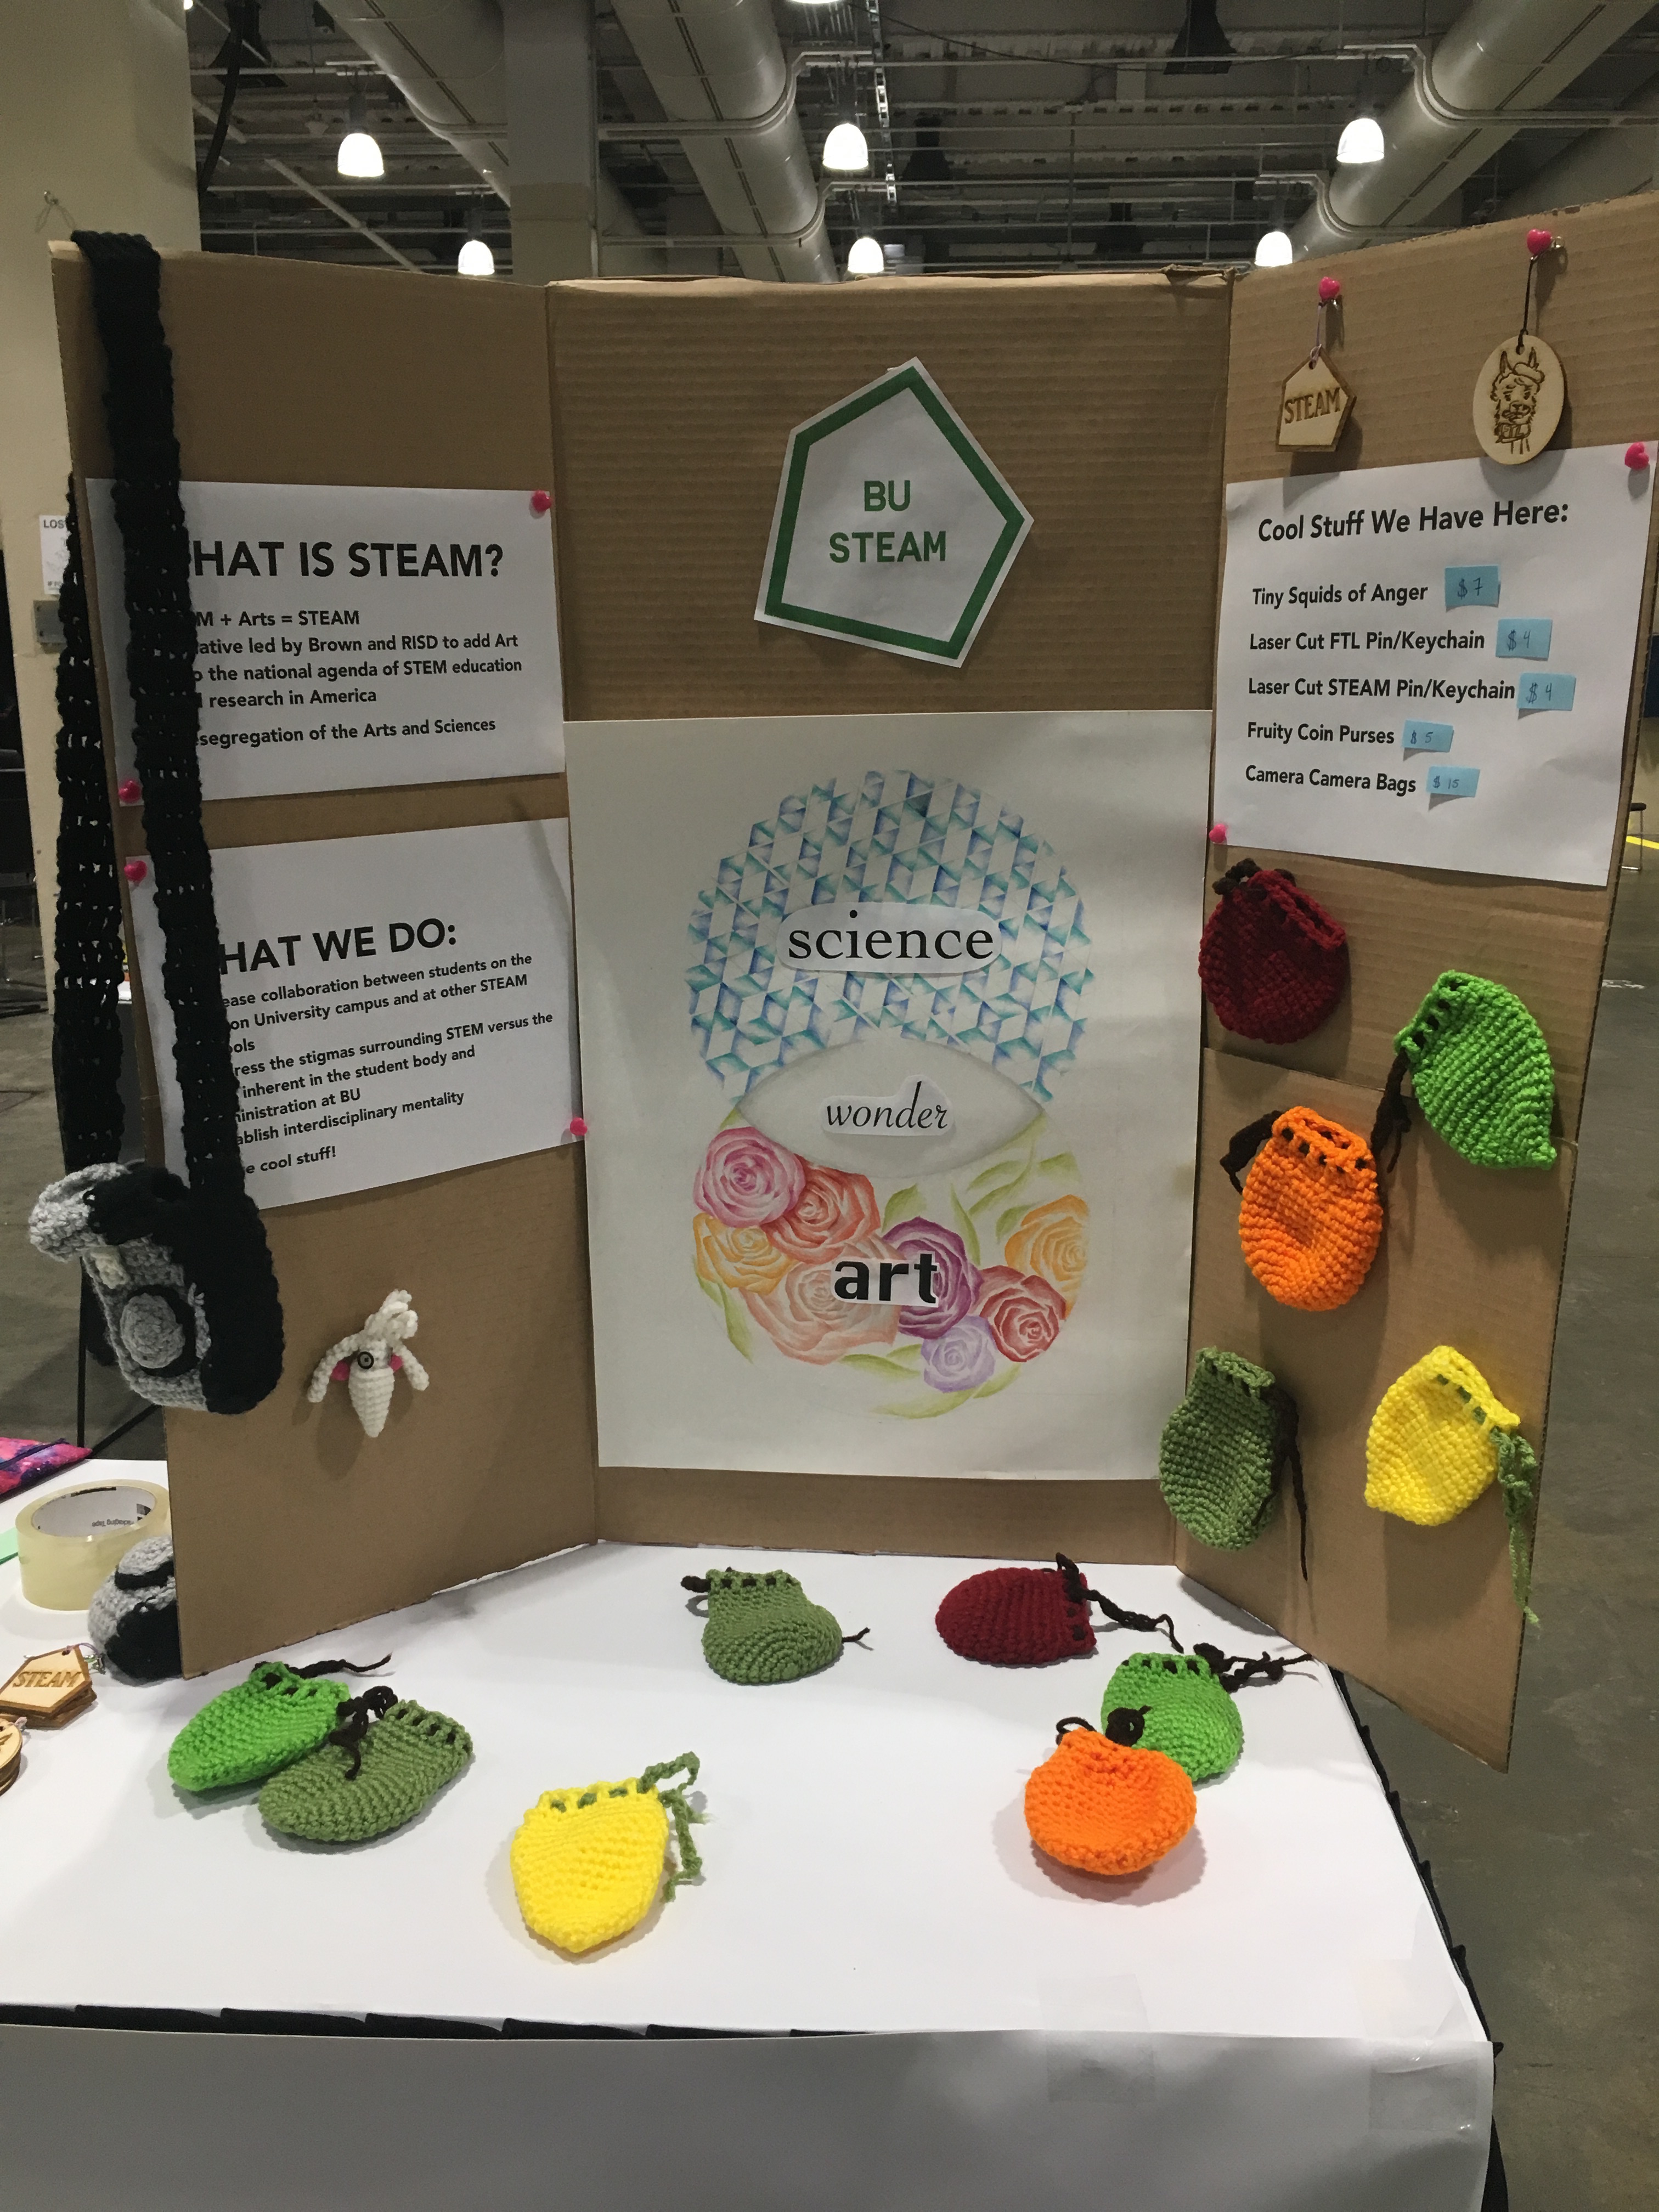 LOS
HAT IS STEAM?
M + Arts = STEAM
ative led by Brown and RISD to add Art
o the national agenda of STEM education
research in America
segregation of the Arts and Sciences
HAT WE DO:
ease collaboration between students on the
on University campus and at other STEAM
ols
ress the stigmas surrounding STEM versus the
inherent in the student body and
inistration at BU
ablish interdisciplinary mentality
e cool stuff!
BU
STEAM
science
wonder
art
STEAM
Cool Stuff We Have Here:
Tiny Squids of Anger $7
Laser Cut FTL Pin/Keychain $4
Laser Cut STEAM Pin/Keychain $4
Fruity Coin Purses $5
Camera Camera Bags $15
STEAM